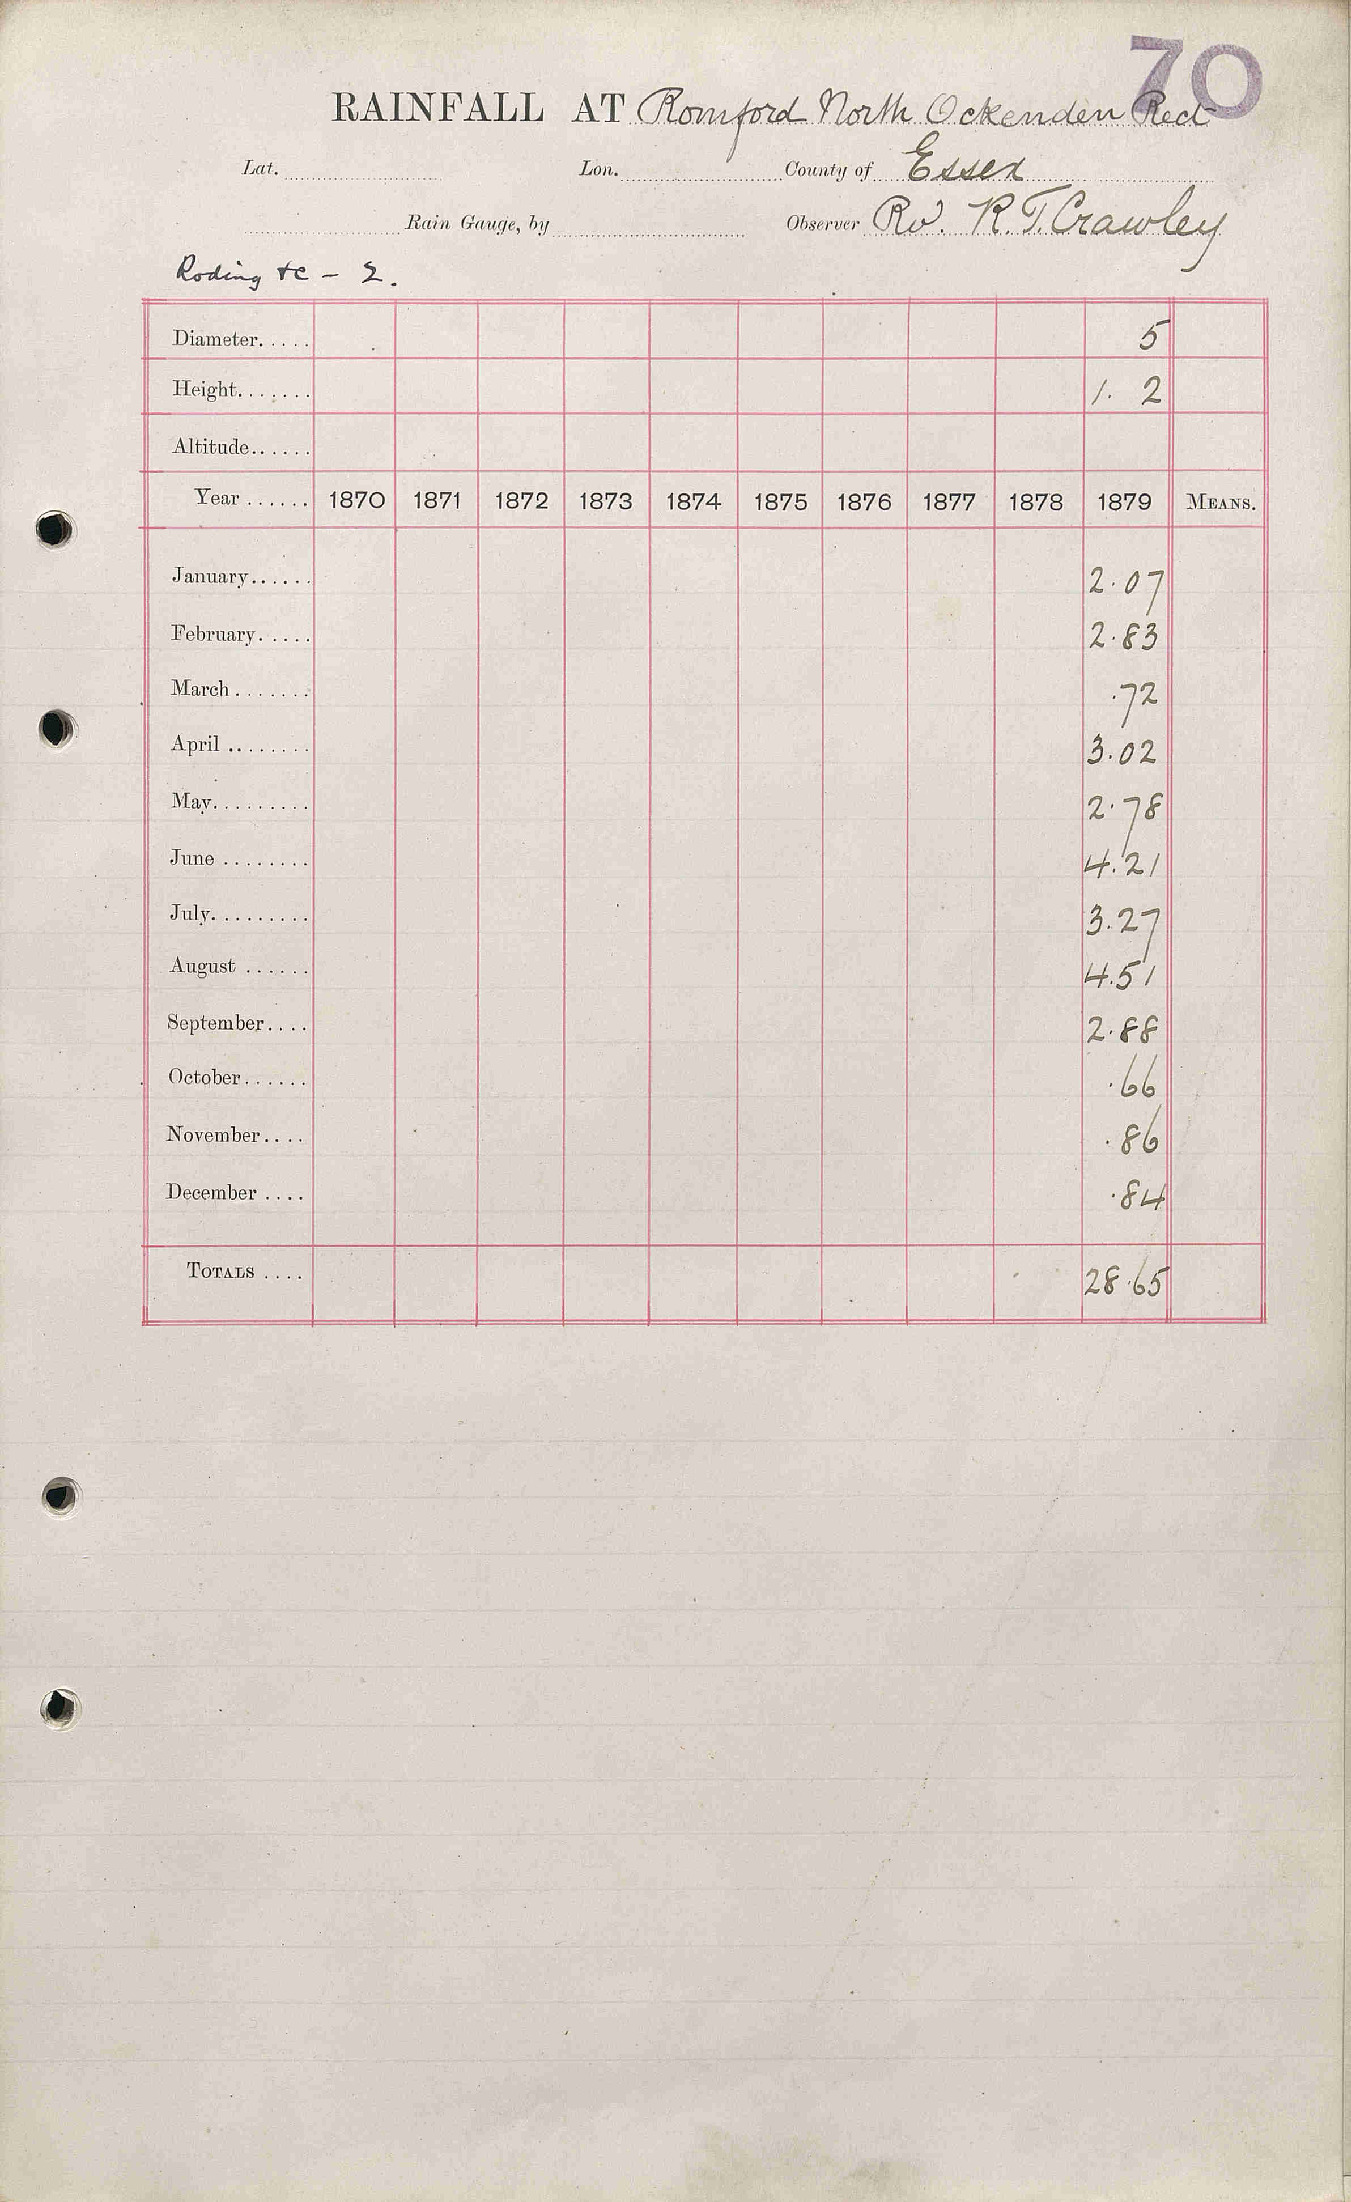 70
RAINFALL AT Romford North Ockenden Rect
Lat. Lon. County of Essex
Rain Gauge, by Observer Rev. R. T. Crawley
Roding &c - 2.
Diameter..... 5
Height....... 1. 2
Altitude......
Year ...... 1870 1871 1872 1873 1874 1875 1876 1877 1878 1879 MEANS.
January...... 2.07
February..... 2.83
March ....... .72
April ........ 3.02
May......... 2.78
June ........ 4.21
July......... 3.27
August ...... 4.51
September.... 2.88
October...... .66
November.... .86
December .... .84
TOTALS .... 28.65